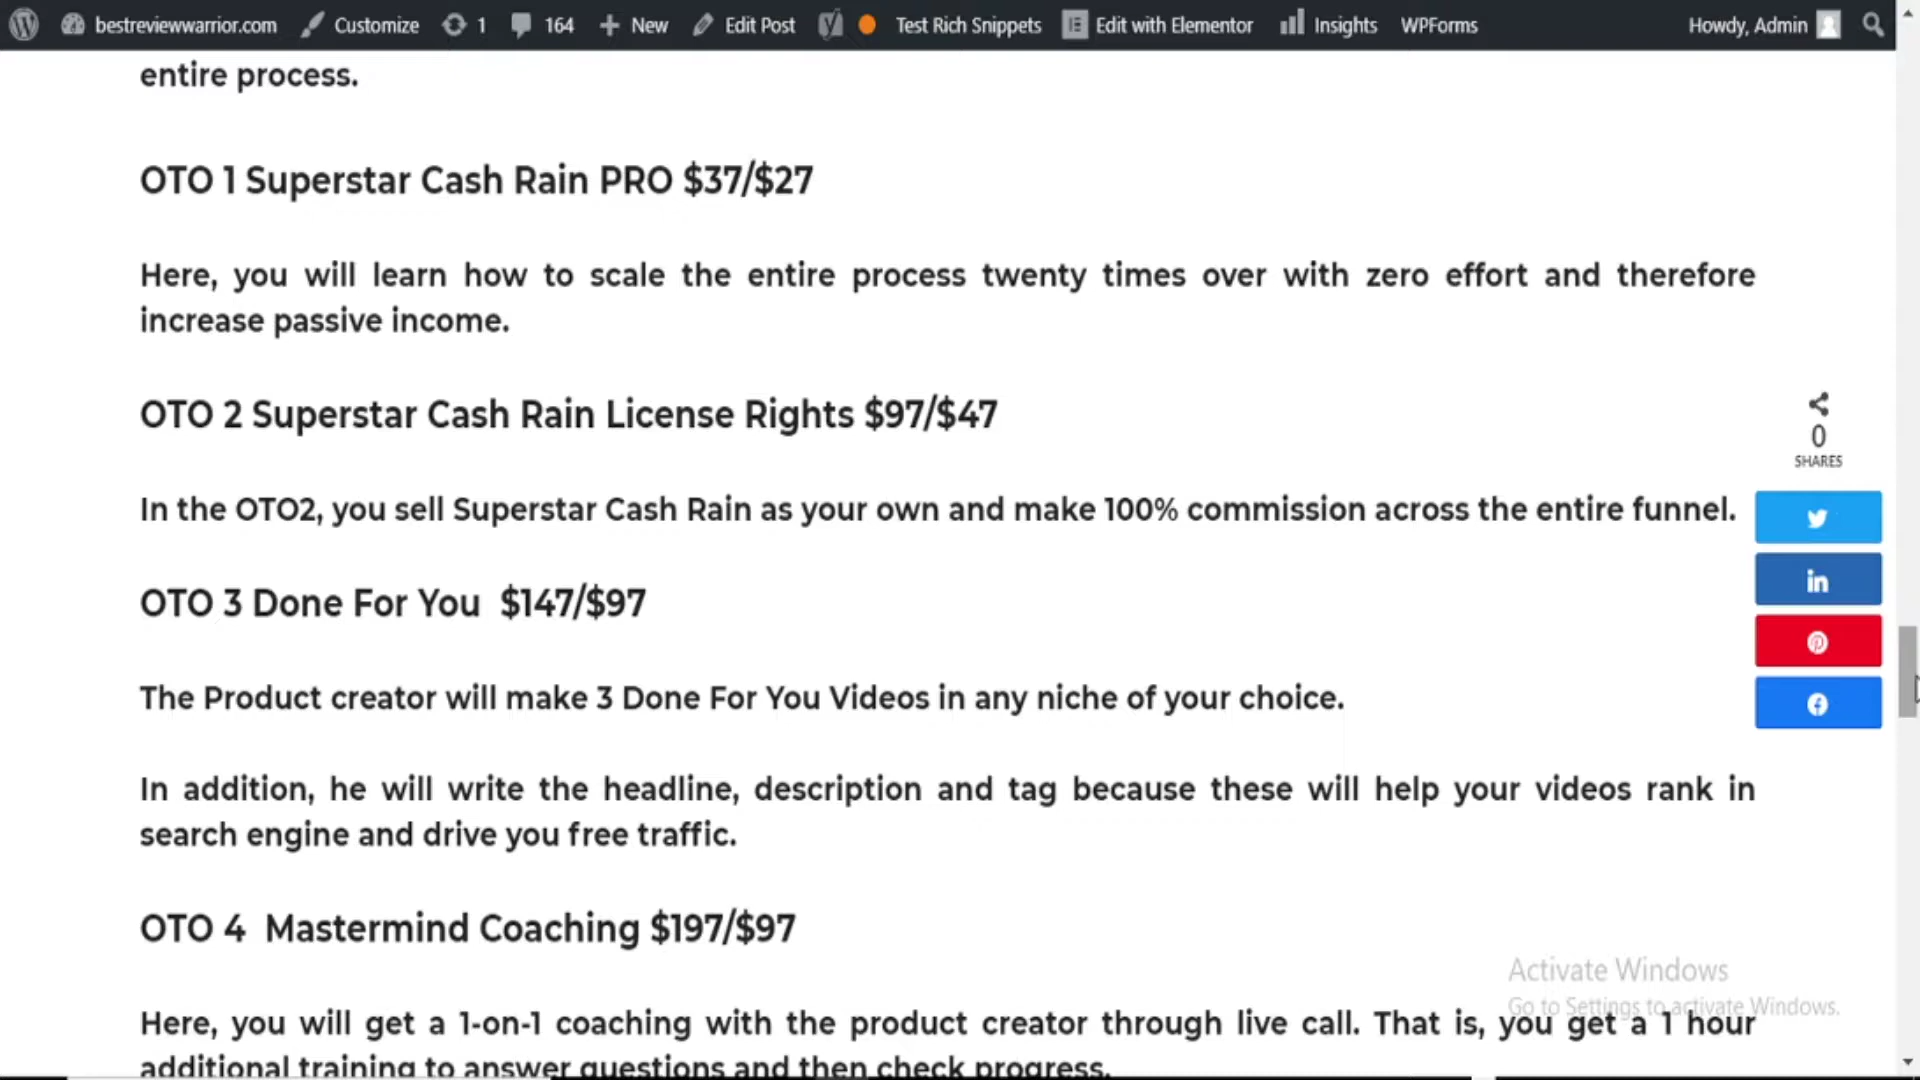 bestreviewwarrior.com Customize 1 164 New Edit Post Test Rich Snippets Edit with Elementor Insights WPForms Howdy, Admin
entire process.
OTO 1 Superstar Cash Rain PRO $37/$27
Here, you will learn how to scale the entire process twenty times over with zero effort and therefore
increase passive income.
OTO 2 Superstar Cash Rain License Rights $97/$47
0
SHARES
In the OTO2, you sell Superstar Cash Rain as your own and make 100% commission across the entire funnel.
OTO 3 Done For You $147/$97
The Product creator will make 3 Done For You Videos in any niche of your choice.
In addition, he will write the headline, description and tag because these will help your videos rank in
search engine and drive you free traffic.
OTO 4 Mastermind Coaching $197/$97
Activate Windows
Go to Settings to activate Windows.
Here, you will get a 1-on-1 coaching with the product creator through live call. That is, you get a 1 hour
additional training to answer questions and then check progress.